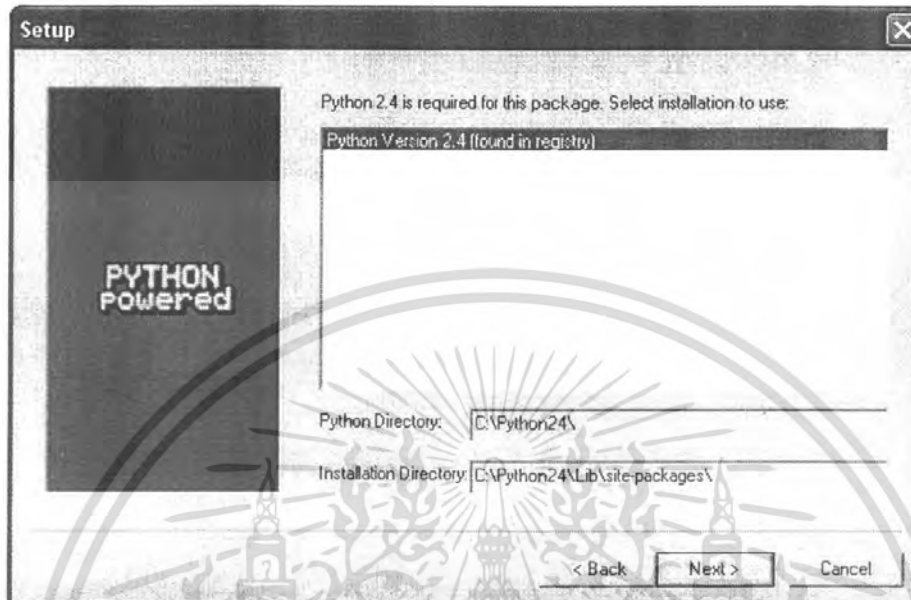 Setup
Python 2.4 is required for this package. Select installation to use:
Python Version 2.4 (found in registry)
PYTHON
powered
Python Directory: C:\Python24\
Installation Directory: C:\Python24\Lib\site-packages\
< Back Next > Cancel